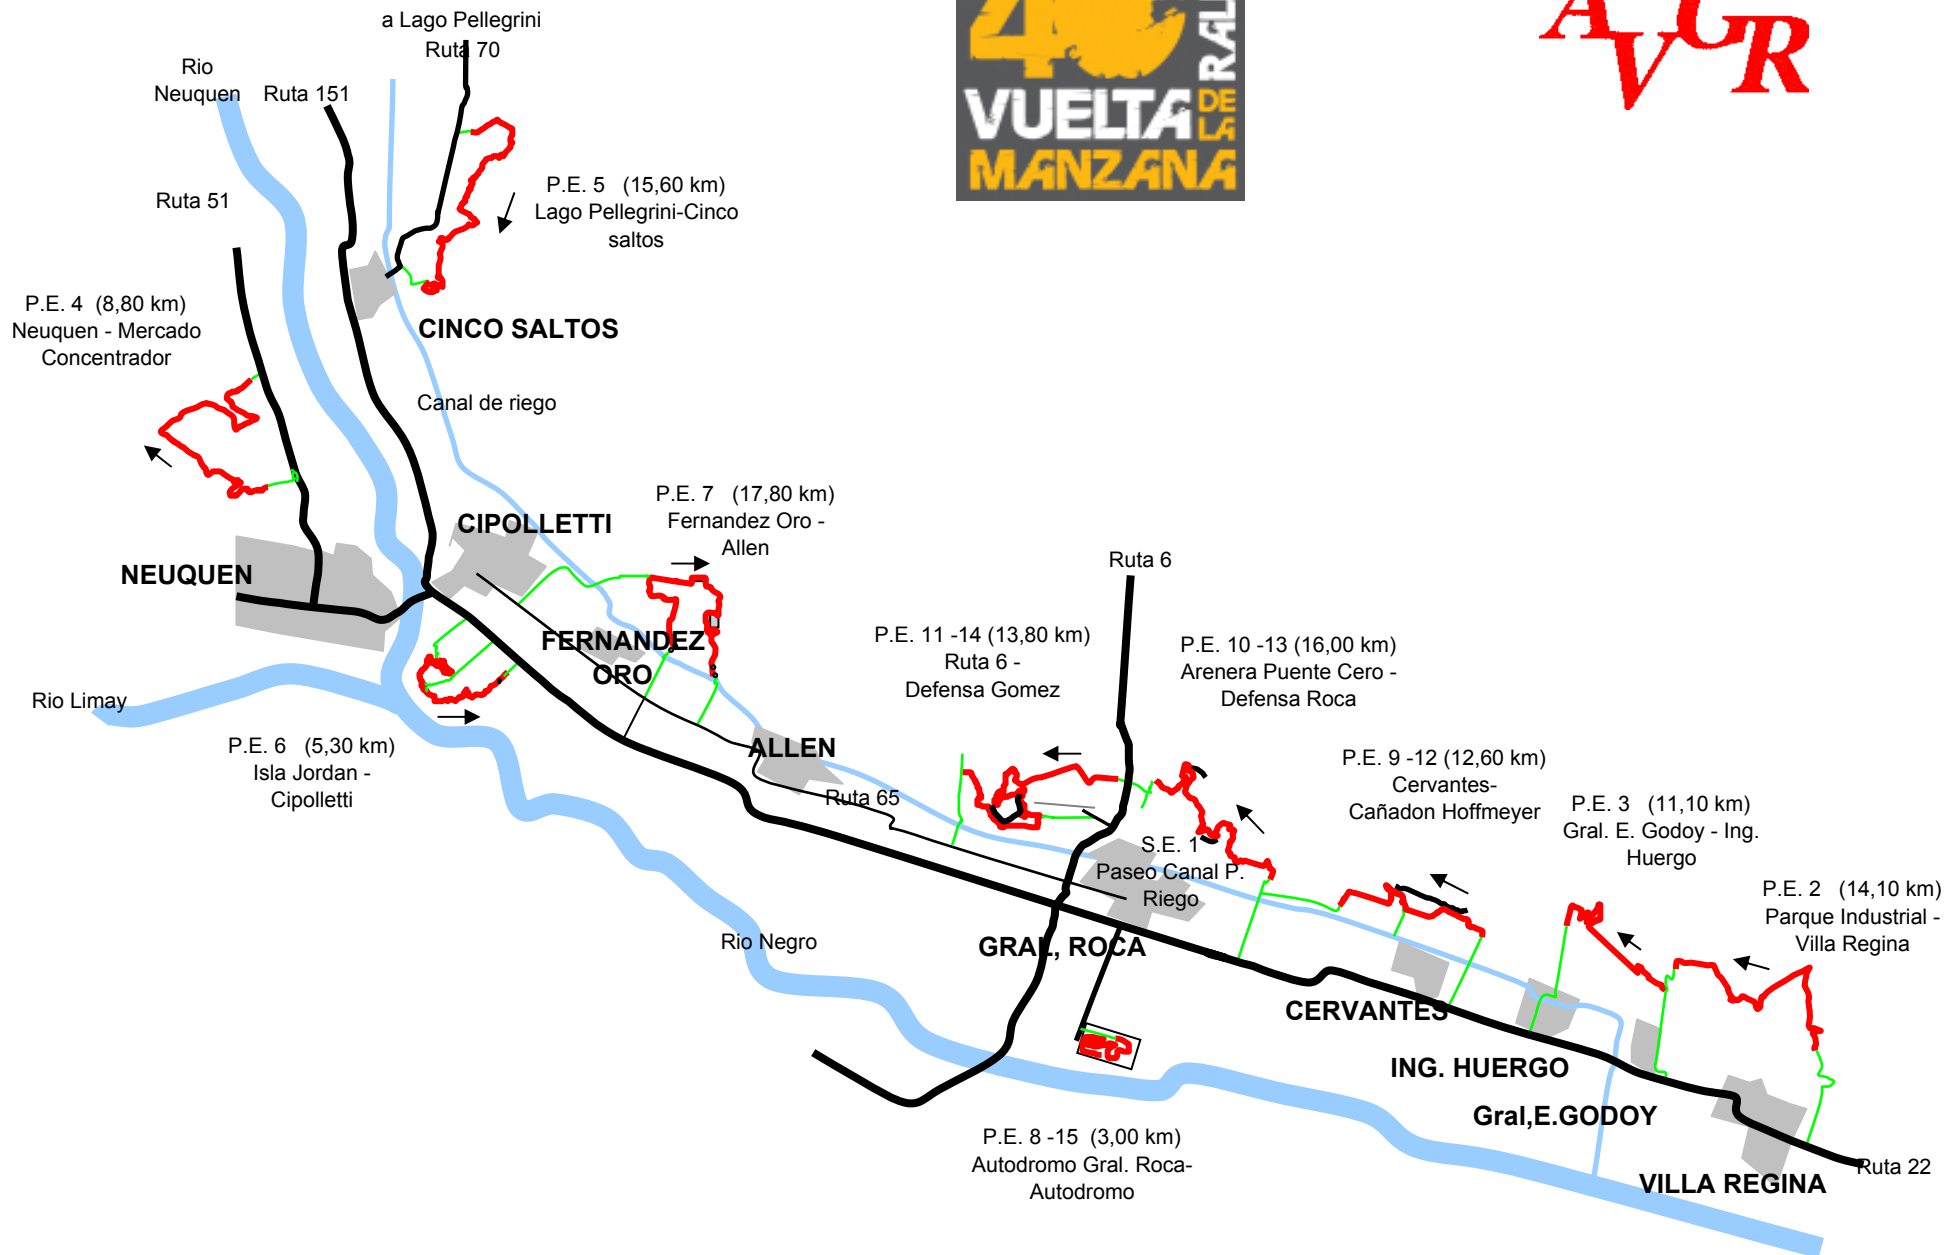 a Lago Pellegrini
Ruta 70
Rio
Neuquen
Ruta 151
Ruta 51
40
RAL
VUELTA
DE
LA
MANZANA
AVGR
P.E. 5 (15,60 km)
Lago Pellegrini-Cinco
saltos
P.E. 4 (8,80 km)
Neuquen - Mercado
Concentrador
CINCO SALTOS
Canal de riego
P.E. 7 (17,80 km)
Fernandez Oro -
Allen
CIPOLLETTI
NEUQUEN
FERNANDEZ
ORO
Ruta 6
P.E. 11 -14 (13,80 km)
Ruta 6 -
Defensa Gomez
P.E. 10 -13 (16,00 km)
Arenera Puente Cero -
Defensa Roca
Rio Limay
P.E. 6 (5,30 km)
Isla Jordan -
Cipolletti
ALLEN
Ruta 65
P.E. 9 -12 (12,60 km)
Cervantes-
Cañadon Hoffmeyer
P.E. 3 (11,10 km)
Gral. E. Godoy - Ing.
Huergo
S.E. 1
Paseo Canal P.
Riego
P.E. 2 (14,10 km)
Parque Industrial -
Villa Regina
Rio Negro
GRAL, ROCA
CERVANTES
ING. HUERGO
Gral,E.GODOY
P.E. 8 -15 (3,00 km)
Autodromo Gral. Roca-
Autodromo
Ruta 22
VILLA REGINA